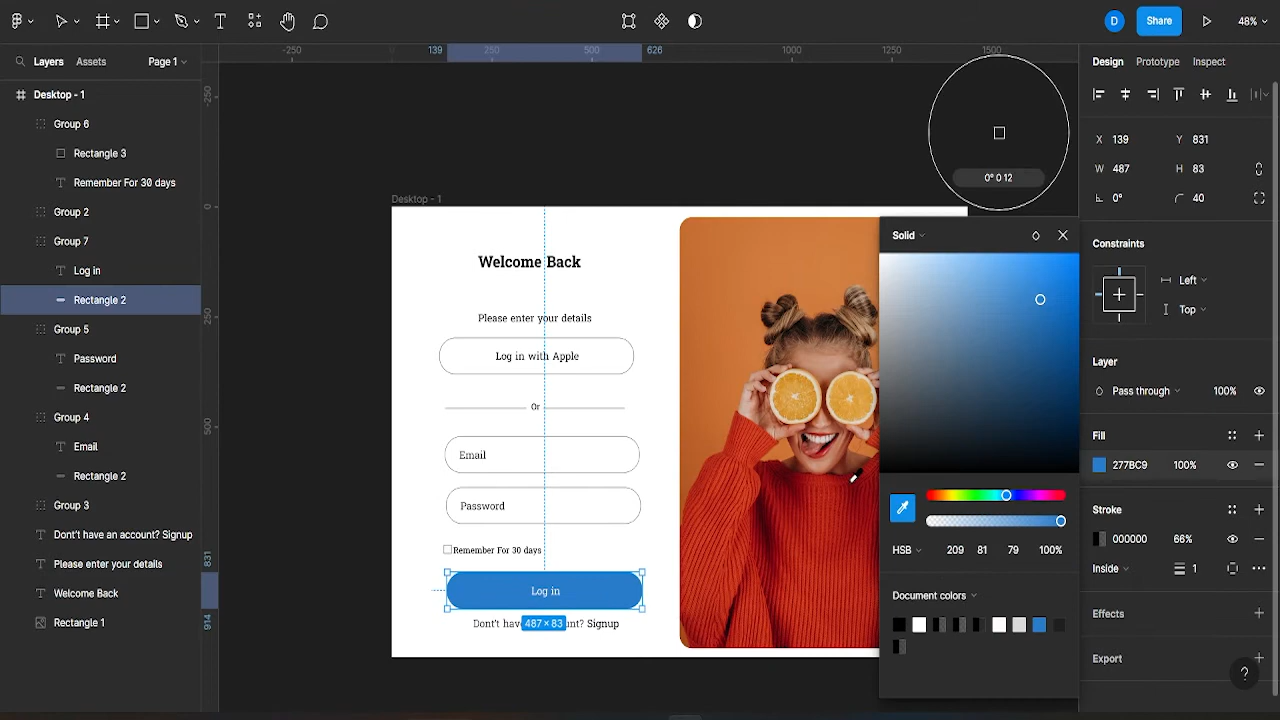 D
Share
48%
Layers
Assets
Page 1
-250
139
250
500
626
1000
1250
1500
Design
Prototype
Inspect
-250
0
250
500
831
914
Desktop - 1
Group 6
Rectangle 3
Remember For 30 days
Group 2
Group 7
Log in
Rectangle 2
Group 5
Password
Rectangle 2
Group 4
Email
Rectangle 2
Group 3
Don't have an account? Signup
Please enter your details
Welcome Back
Rectangle 1
Desktop - 1
Welcome Back
Please enter your details
Log in with Apple
Or
Email
Password
Remember For 30 days
Log in
Don't hav
487 × 83
unt? Signup
0° 0 12
Solid
HSB
209
81
79
100%
Document colors
X 139
Y 831
W 487
H 83
0°
40
Constraints
Left
Top
Layer
Pass through
100%
Fill
277BC9
100%
Stroke
000000
66%
Inside
1
Effects
Export
?